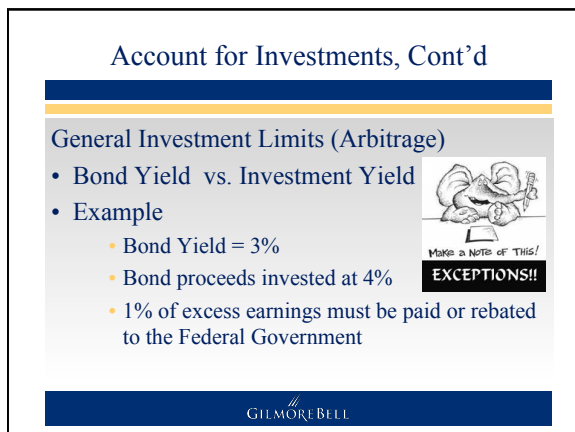 Account for Investments, Cont’d
General Investment Limits (Arbitrage)
• Bond Yield vs. Investment Yield
• Example
• Bond Yield = 3%
• Bond proceeds invested at 4%
• 1% of excess earnings must be paid or rebated
to the Federal Government
MAKE A NOTE OF THIS!
EXCEPTIONS!!
GILMOREBELL